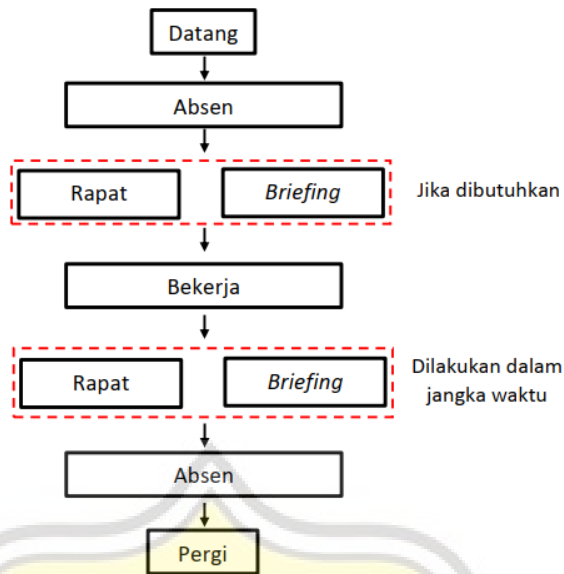 Datang
Absen
Rapat
Briefing
Jika dibutuhkan
Bekerja
Rapat
Briefing
Dilakukan dalam
jangka waktu
Absen
Pergi